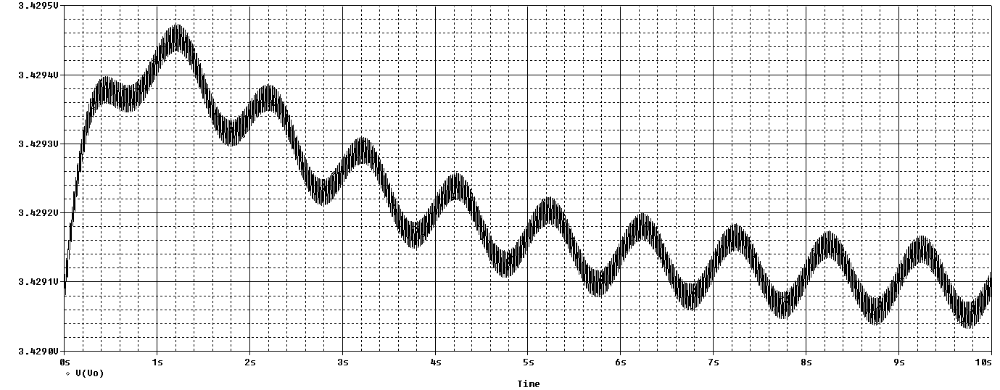 3.4295V
3.4294V
3.4293V
3.4292V
3.4291V
3.4290V
0s 1s 2s 3s 4s 5s 6s 7s 8s 9s 10s
◇ V(Vo)
Time